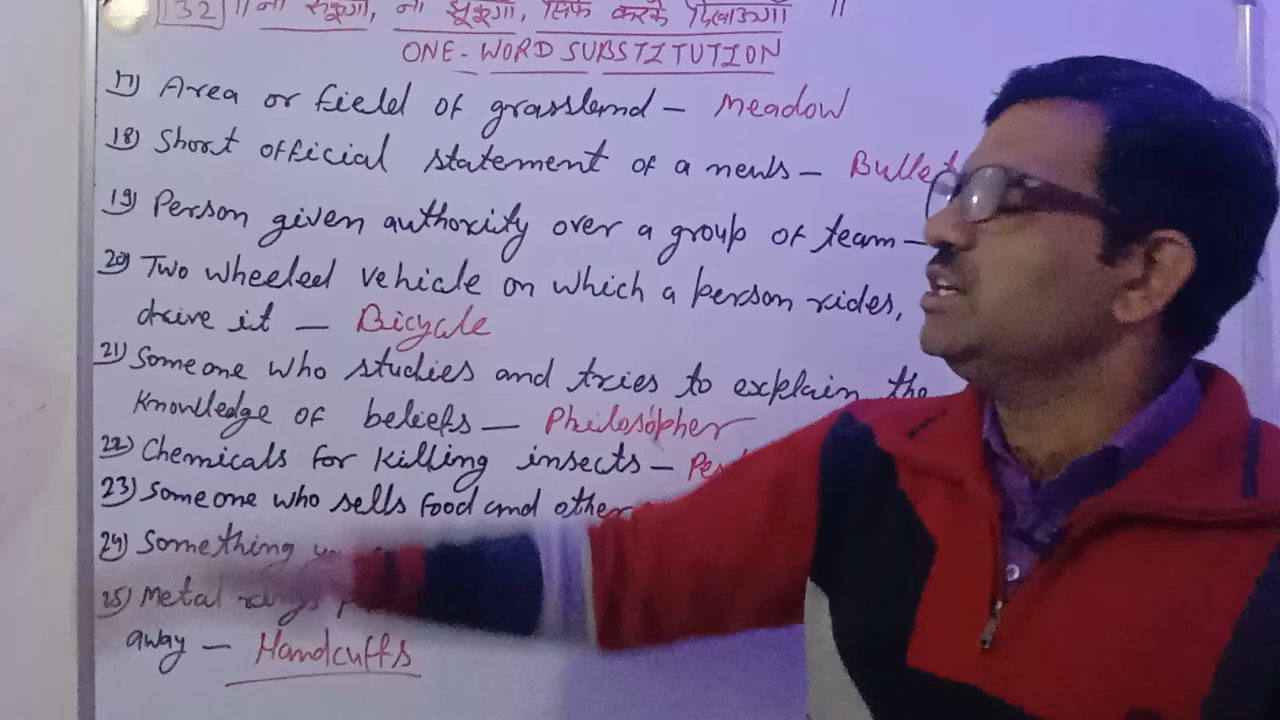 132 || ना रुकूंगा, ना झुकूंगा, सिर्फ करके दिखाऊंगा ||
ONE-WORD SUBSTITUTION
17) Area or field of grassland - Meadow
18) Short official statement of a news - Bullet
19) Person given authority over a group of team -
20) Two wheeled vehicle on which a person rides,
drive it - Bicycle
21) Someone who studies and tries to explain the
knowledge of beliefs - Philosopher
22) Chemicals for killing insects - Pes
23) Someone who sells food and other
24) Something
25) Metal rings
away - Handcuffs